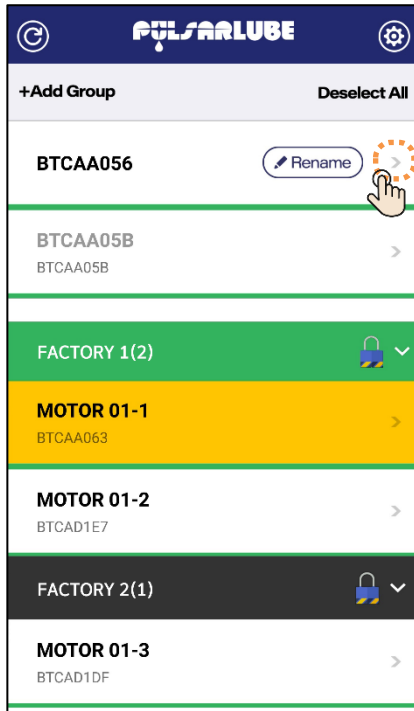 PULSARLUBE
+Add Group Deselect All
BTCAA056 Rename
BTCAA05B
BTCAA05B
FACTORY 1(2)
MOTOR 01-1
BTCAA063
MOTOR 01-2
BTCAD1E7
FACTORY 2(1)
MOTOR 01-3
BTCAD1DF